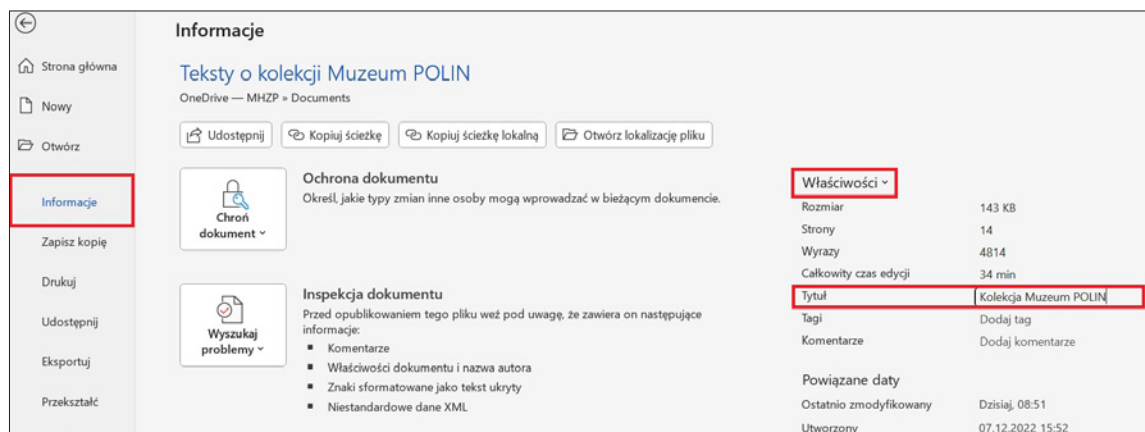 Informacje
Strona główna
Nowy
Otwórz
Informacje
Zapisz kopię
Drukuj
Udostępnij
Eksportuj
Przekształć
Teksty o kolekcji Muzeum POLIN
OneDrive — MHZP » Documents
Udostępnij
Kopiuj ścieżkę
Kopiuj ścieżkę lokalną
Otwórz lokalizację pliku
Chroń
dokument
Ochrona dokumentu
Określ, jakie typy zmian inne osoby mogą wprowadzać w bieżącym dokumencie.
Wyszukaj
problemy
Inspekcja dokumentu
Przed opublikowaniem tego pliku weź pod uwagę, że zawiera on następujące
informacje:
▪ Komentarze
▪ Właściwości dokumentu i nazwa autora
▪ Znaki sformatowane jako tekst ukryty
▪ Niestandardowe dane XML
Właściwości
Rozmiar 143 KB
Strony 14
Wyrazy 4814
Całkowity czas edycji 34 min
Tytuł Kolekcja Muzeum POLIN
Tagi Dodaj tag
Komentarze Dodaj komentarze
Powiązane daty
Ostatnio zmodyfikowany Dzisiaj, 08:51
Utworzony 07.12.2022 15:52